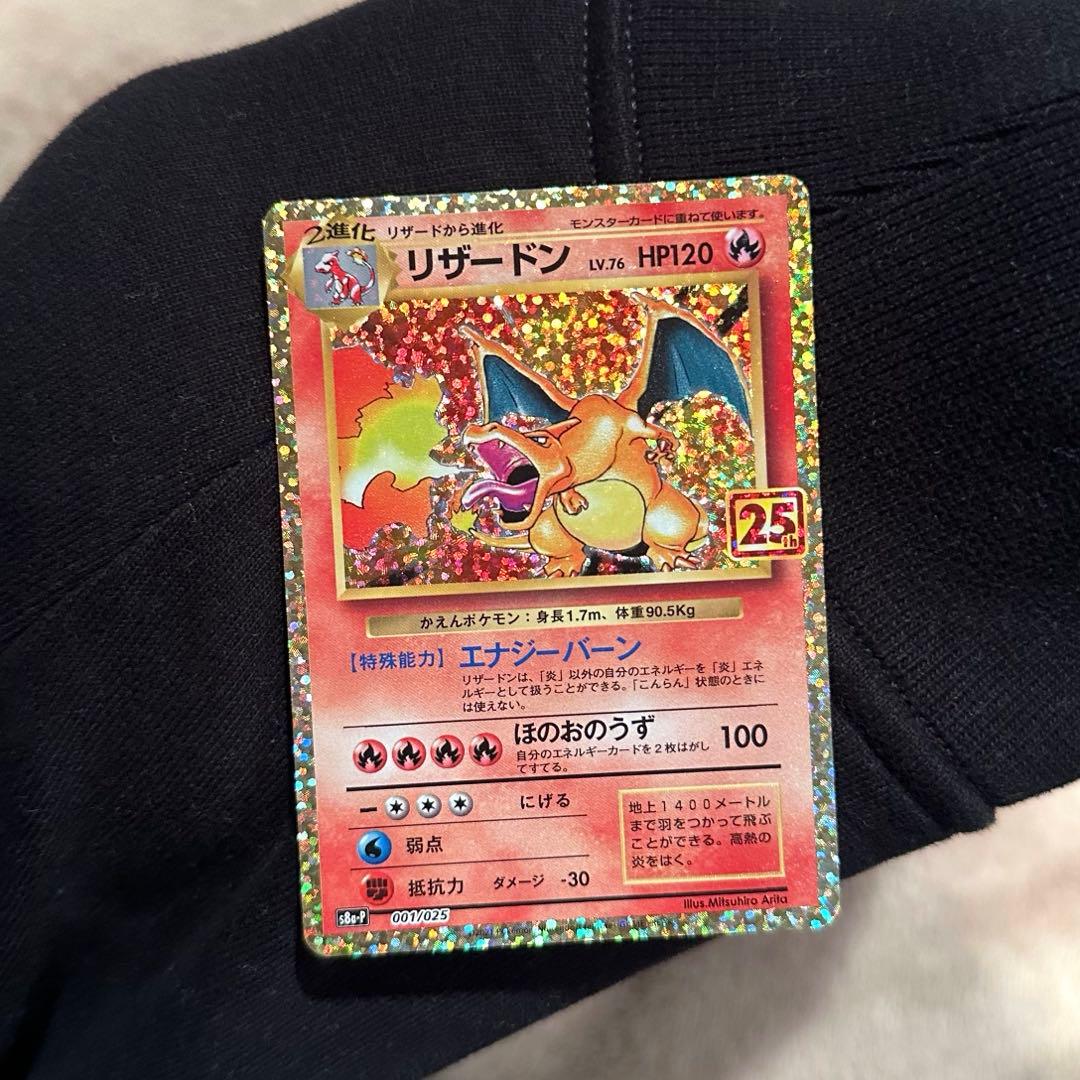 2進化 リザードから進化 モンスターカードに重ねて使います。
リザードン LV.76 HP120
25th
かえんポケモン：身長1.7m、体重90.5Kg
【特殊能力】 エナジーバーン
リザードンは、「炎」以外の自分のエネルギーを「炎」エネ
ルギーとして扱うことができる。「こんらん」状態のときに
は使えない。
ほのおのうず 100
自分のエネルギーカードを２枚はがし
てすてる。
にげる
弱点
抵抗力 ダメージ -30
地上１４００メートル
まで羽をつかって飛ぶ
ことができる。高熱の
炎をはく。
Illus.Mitsuhiro Arita
s8a-P 001/025
©2021 Pokémon